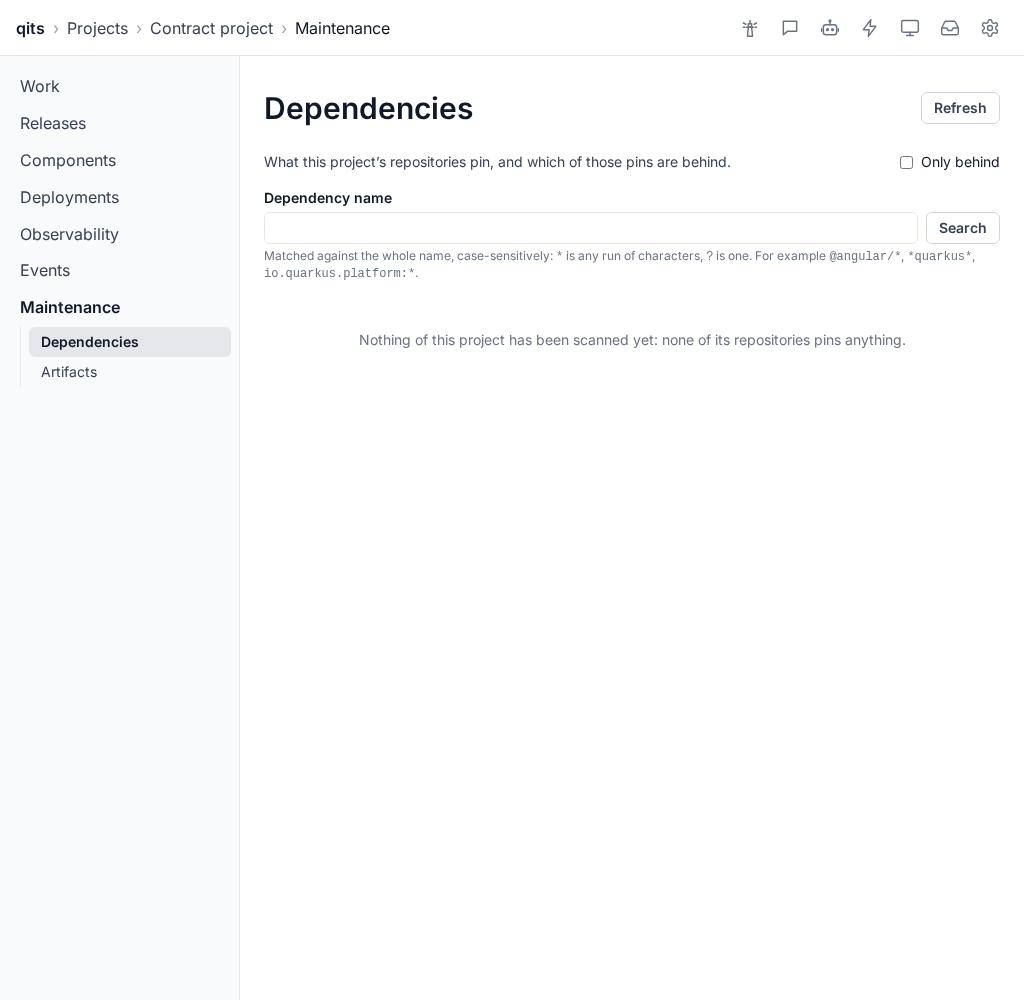 qits › Projects › Contract project › Maintenance
Work
Releases
Components
Deployments
Observability
Events
Maintenance
Dependencies
Artifacts
Dependencies
Refresh
What this project’s repositories pin, and which of those pins are behind.
Only behind
Dependency name
Search
Matched against the whole name, case-sensitively: * is any run of characters, ? is one. For example @angular/*, *quarkus*,
io.quarkus.platform:*.
Nothing of this project has been scanned yet: none of its repositories pins anything.